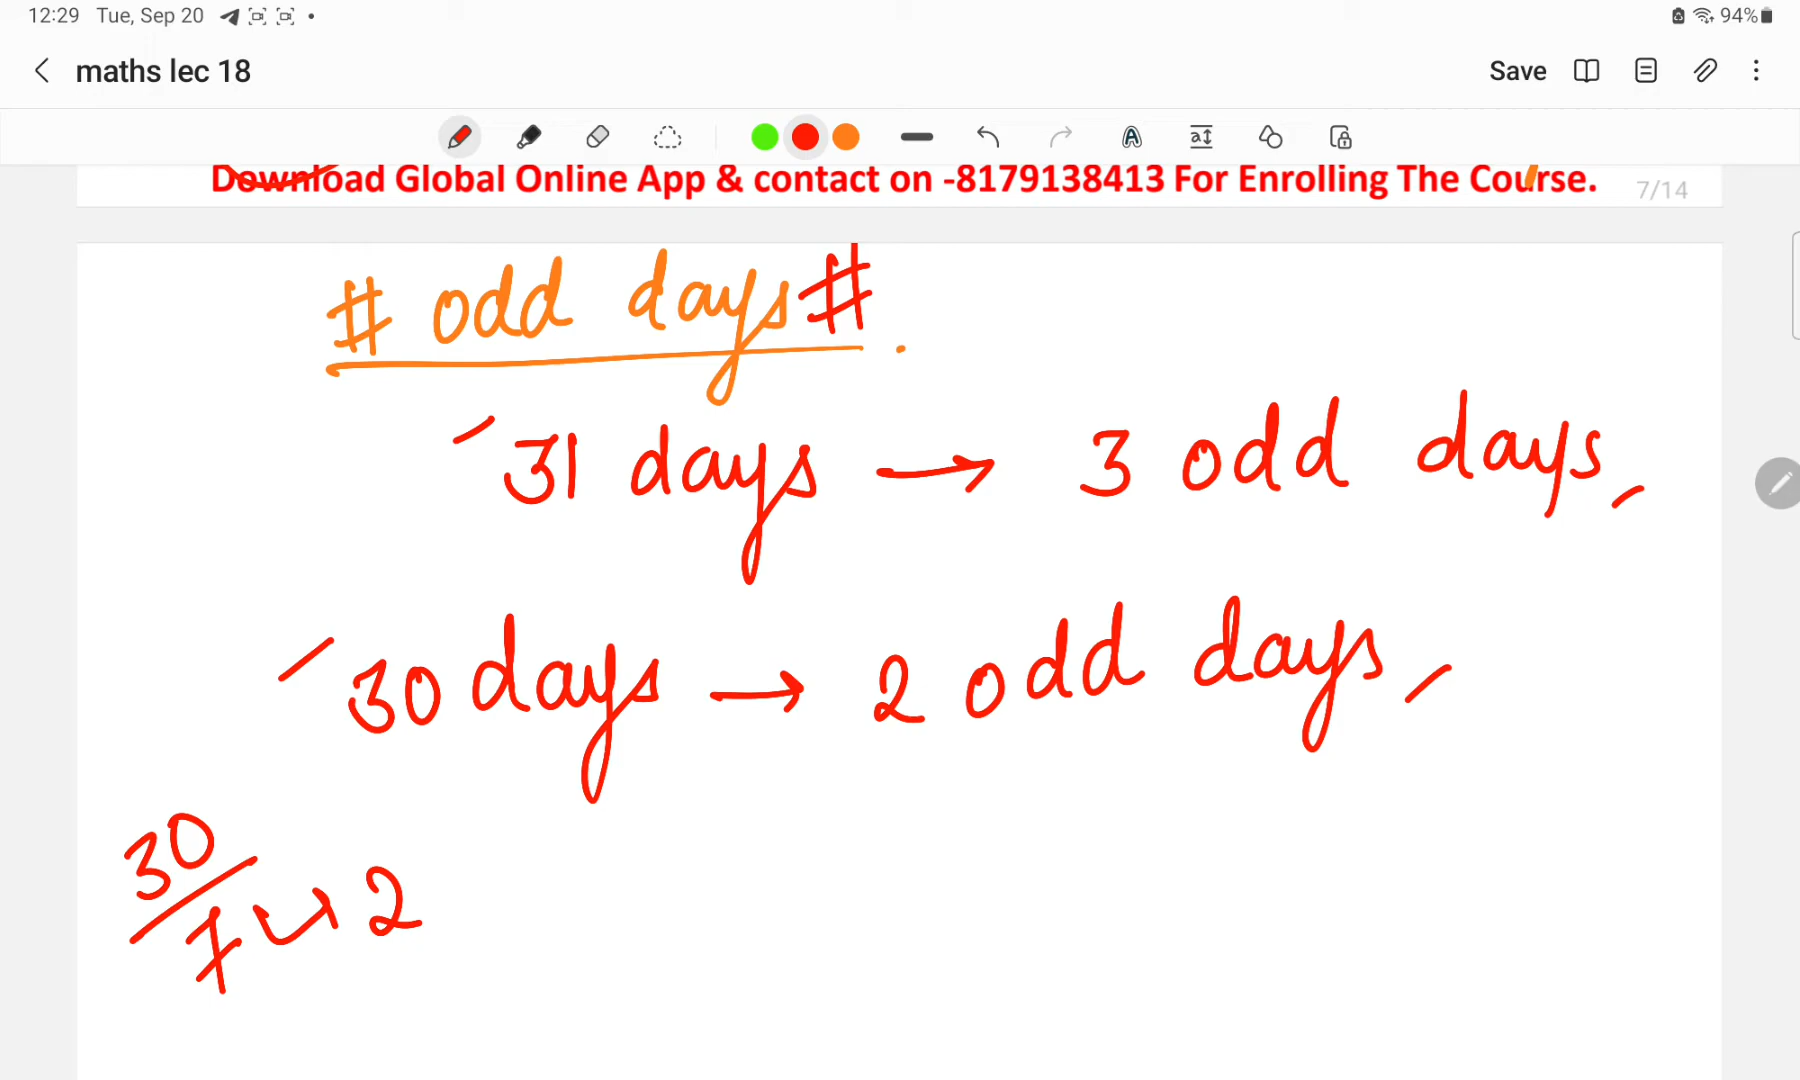 12:29 Tue, Sep 20 94%
maths lec 18 Save
Download Global Online App & contact on -8179138413 For Enrolling The Course.
7/14
# odd days #
31 days → 3 odd days
30 days → 2 odd days
30/7 → 2